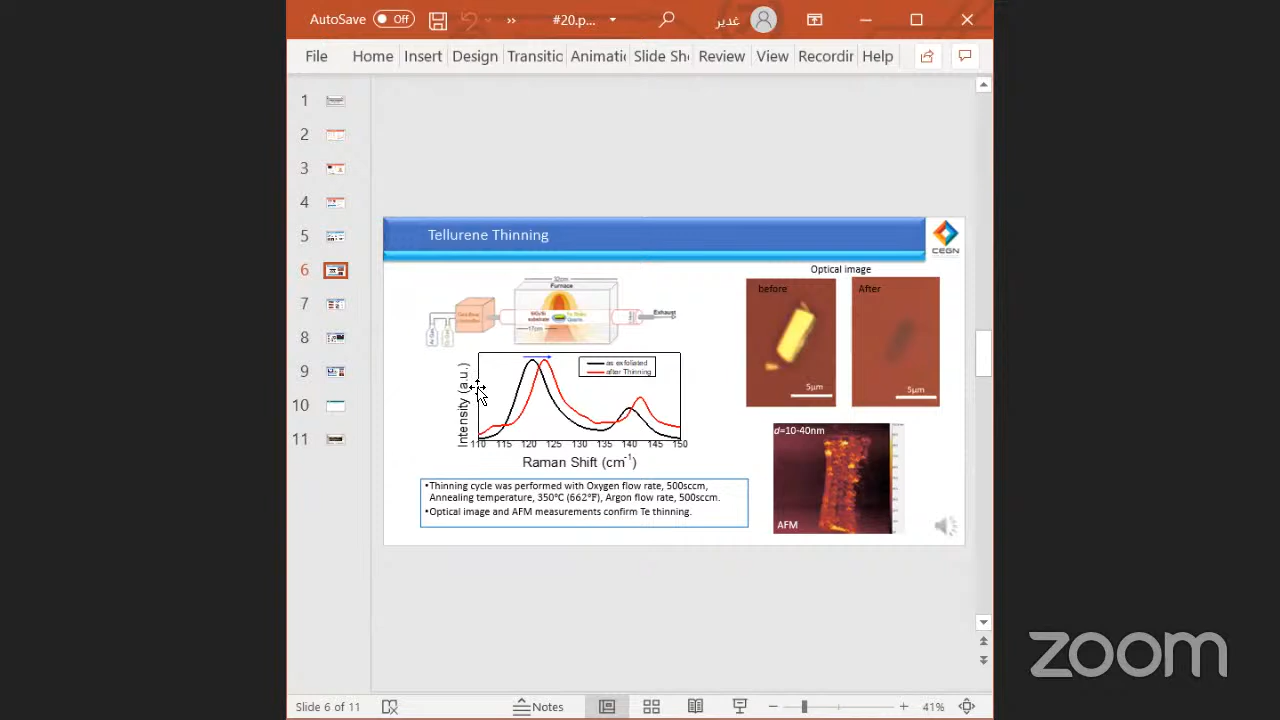 AutoSave Off #20.p... غدير
File Home Insert Design Transitic Animatic Slide Sh Review View Recordir Help
1
2
3
4
5
6
7
8
9
10
11
Tellurene Thinning
CEGN
Optical image
before
After
5μm
5μm
Furnace
Exhaust
17cm
as exfoliated
after Thinning
Intensity (a.u.)
110 115 120 125 130 135 140 145 150
Raman Shift (cm⁻¹)
•Thinning cycle was performed with Oxygen flow rate, 500sccm,
Annealing temperature, 350°C (662°F), Argon flow rate, 500sccm.
•Optical image and AFM measurements confirm Te thinning.
d=10-40nm
AFM
Slide 6 of 11 Notes 41%
zoom